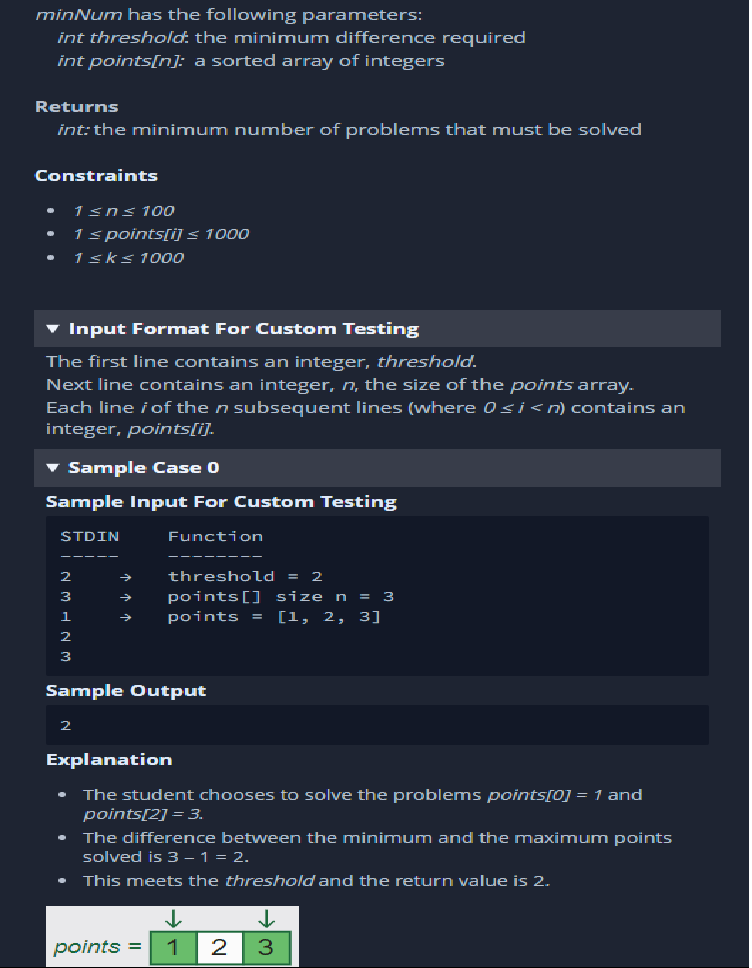 minNum has the following parameters:
int threshold: the minimum difference required
int points[n]: a sorted array of integers
Returns
int: the minimum number of problems that must be solved
Constraints
• 1 ≤ n ≤ 100
• 1 ≤ points[i] ≤ 1000
• 1 ≤ k ≤ 1000
▼ Input Format For Custom Testing
The first line contains an integer, threshold.
Next line contains an integer, n, the size of the points array.
Each line i of the n subsequent lines (where 0 ≤ i < n) contains an
integer, points[i].
▼ Sample Case 0
Sample Input For Custom Testing
STDIN Function
----- --------
2 → threshold = 2
3 → points[] size n = 3
1 → points = [1, 2, 3]
2
3
Sample Output
2
Explanation
• The student chooses to solve the problems points[0] = 1 and
points[2] = 3.
• The difference between the minimum and the maximum points
solved is 3 – 1 = 2.
• This meets the threshold and the return value is 2.
↓ ↓
points = 1 2 3